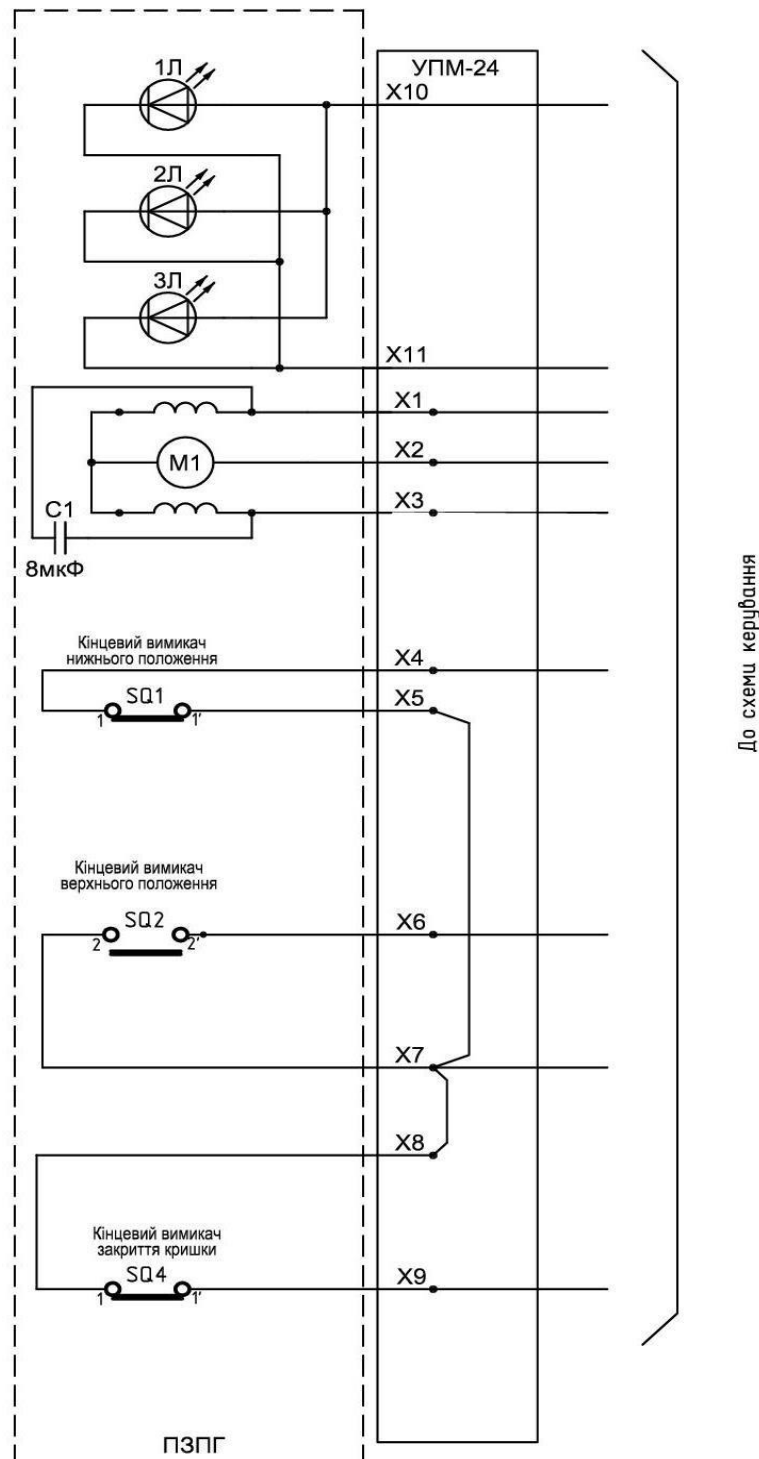 УПМ-24
1Л
X10
2Л
3Л
X11
X1
М1
X2
X3
C1
8мкФ
Кінцевий вимикач
нижнього положення
X4
SQ1
X5
1
1'
Кінцевий вимикач
верхнього положення
SQ2
X6
2
2'
X7
X8
Кінцевий вимикач
закриття кришки
SQ4
X9
1
1'
ПЗПГ
До схеми керування